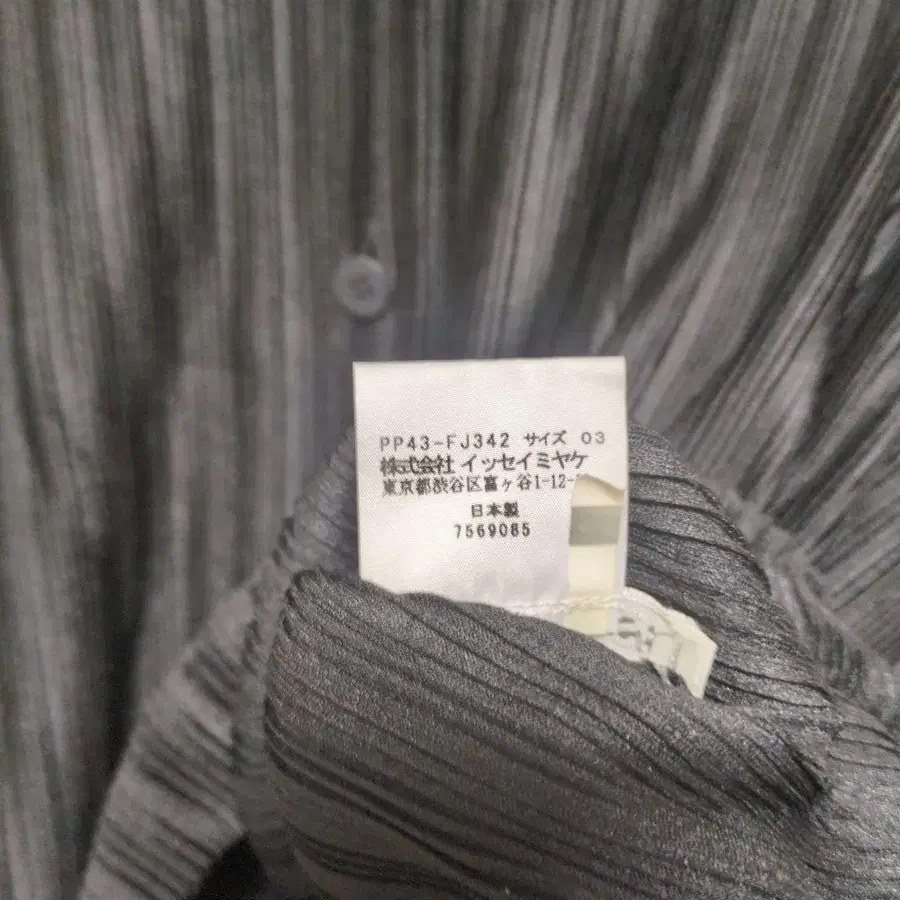 PP43-FJ342 サイズ 03
株式会社 イッセイミヤケ
東京都渋谷区富ヶ谷1-12-
日本製
7569085